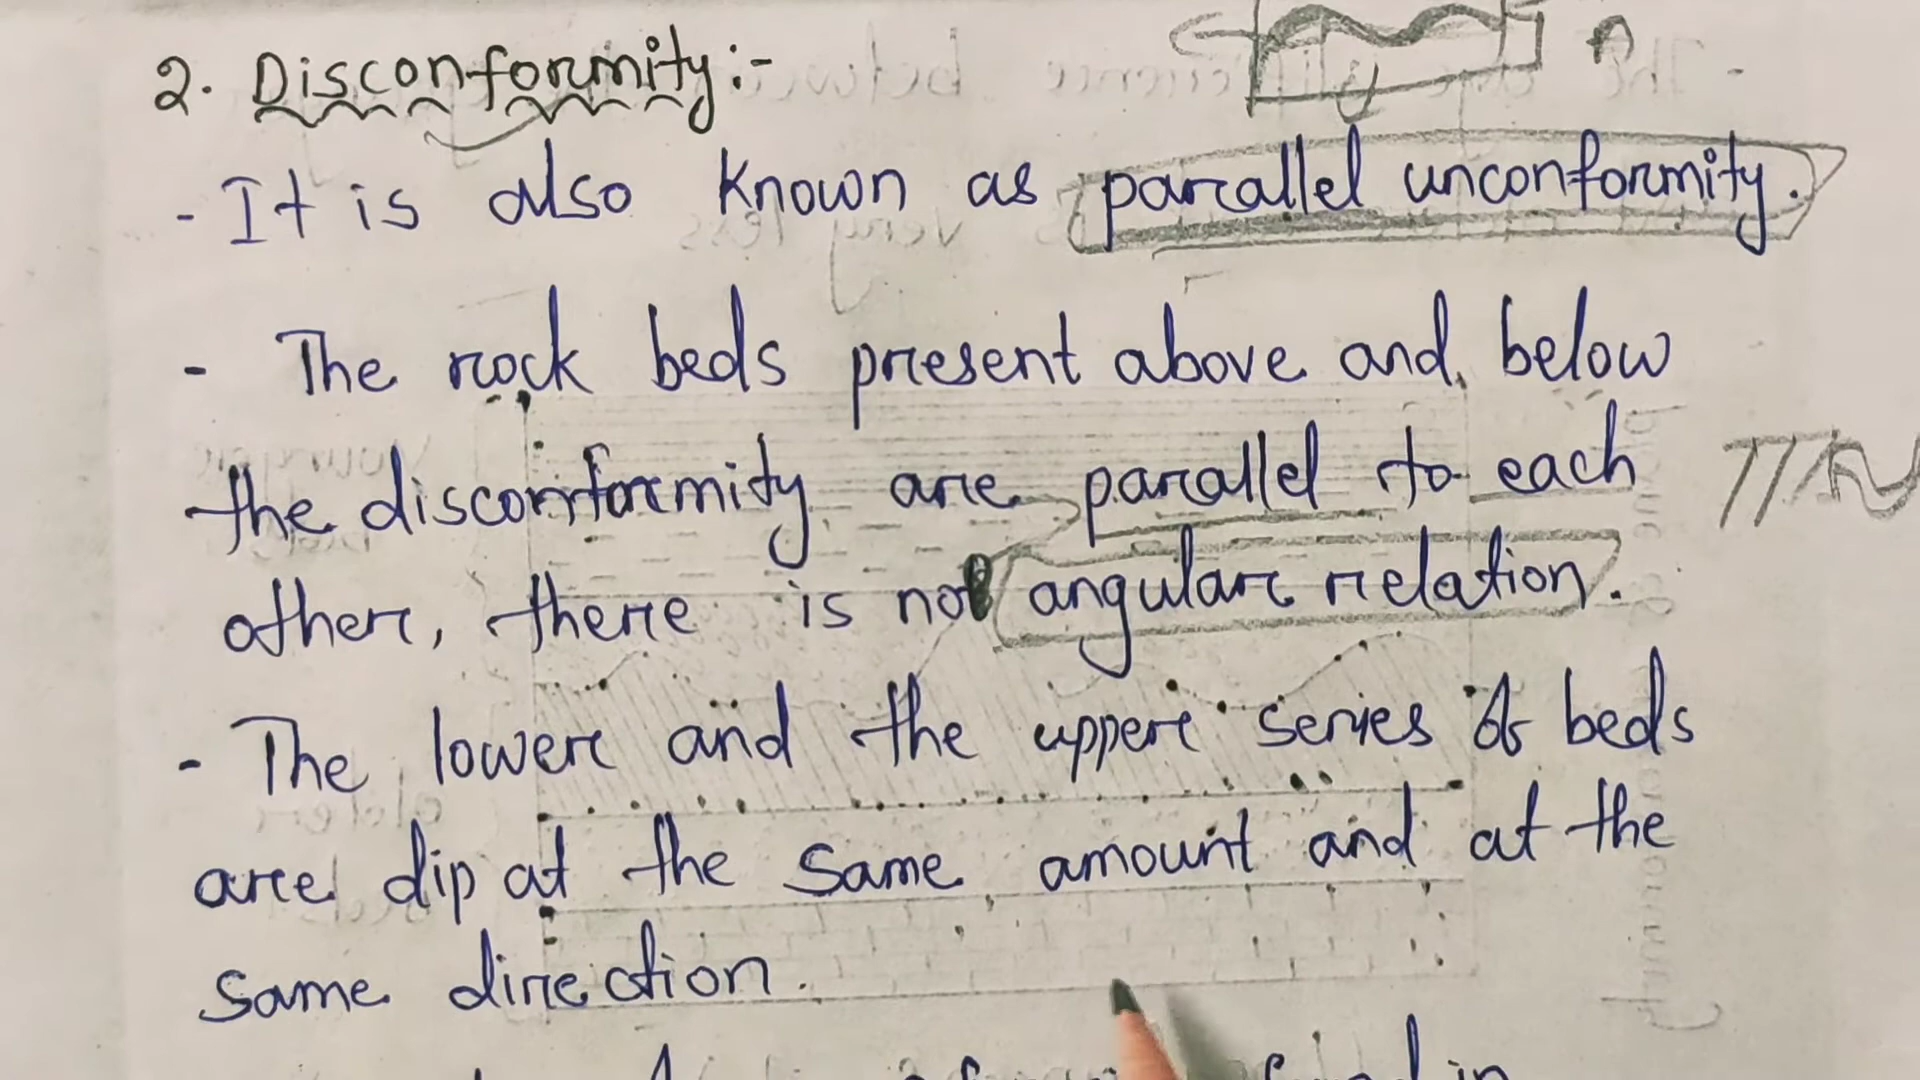 2. Disconformity:-
- It is also known as parallel unconformity.
- The rock beds present above and below
the disconformity are parallel to each
other, there is no angular relation.
- The lower and the upper series of beds
are dip at the same amount and at the
same direction.